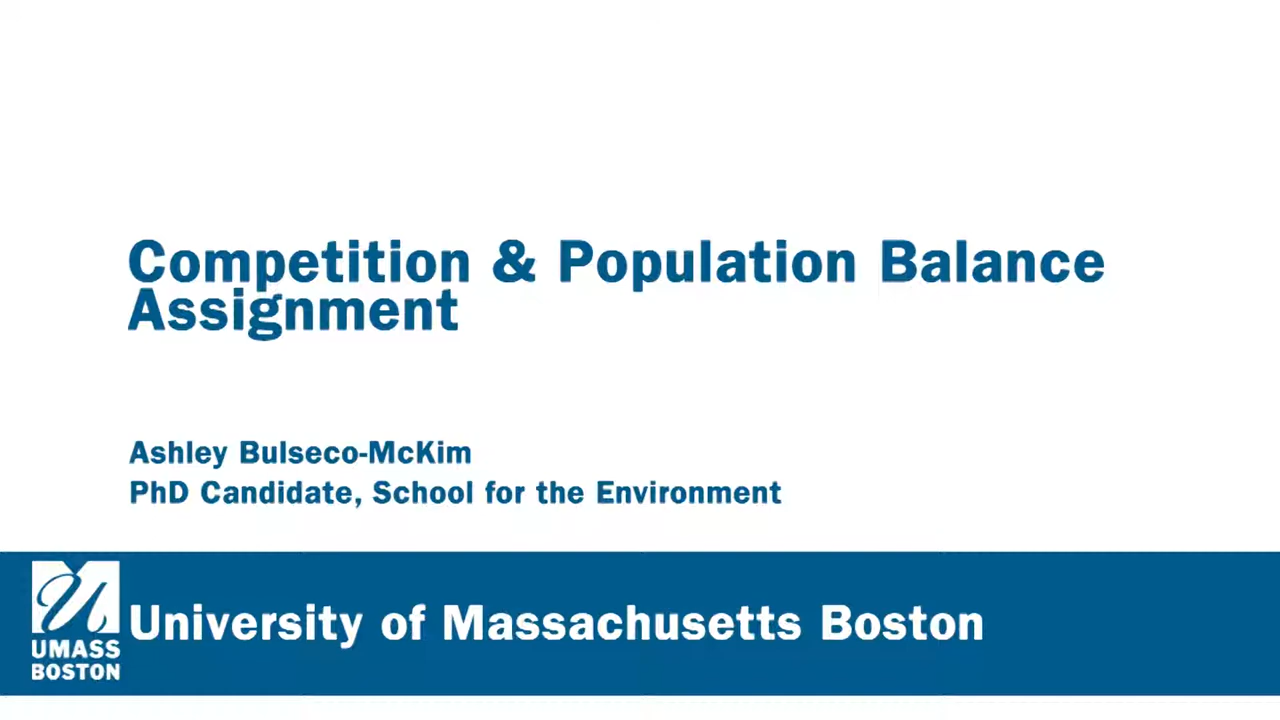 Competition & Population Balance
Assignment
Ashley Bulseco-McKim
PhD Candidate, School for the Environment
University of Massachusetts Boston
UMASS
BOSTON